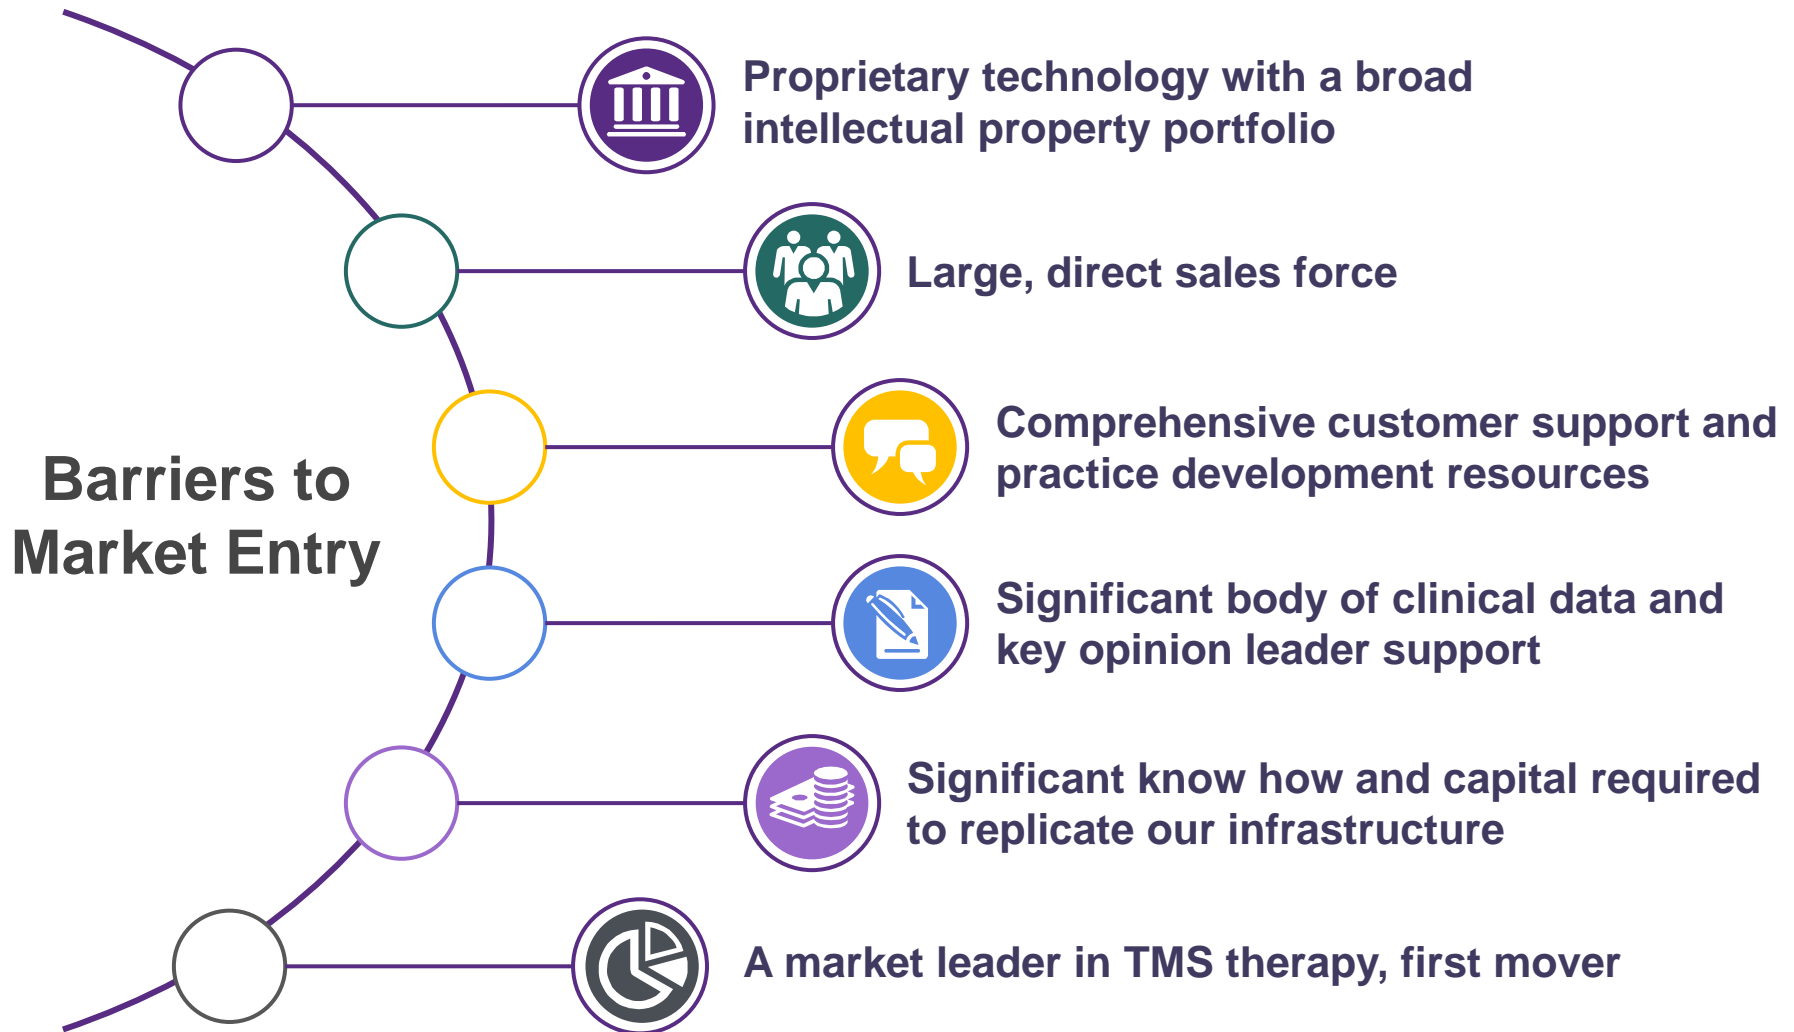 Proprietary technology with a broad
intellectual property portfolio
Large, direct sales force
Comprehensive customer support and
practice development resources
Barriers to
Market Entry
Significant body of clinical data and
key opinion leader support
Significant know how and capital required
to replicate our infrastructure
A market leader in TMS therapy, first mover